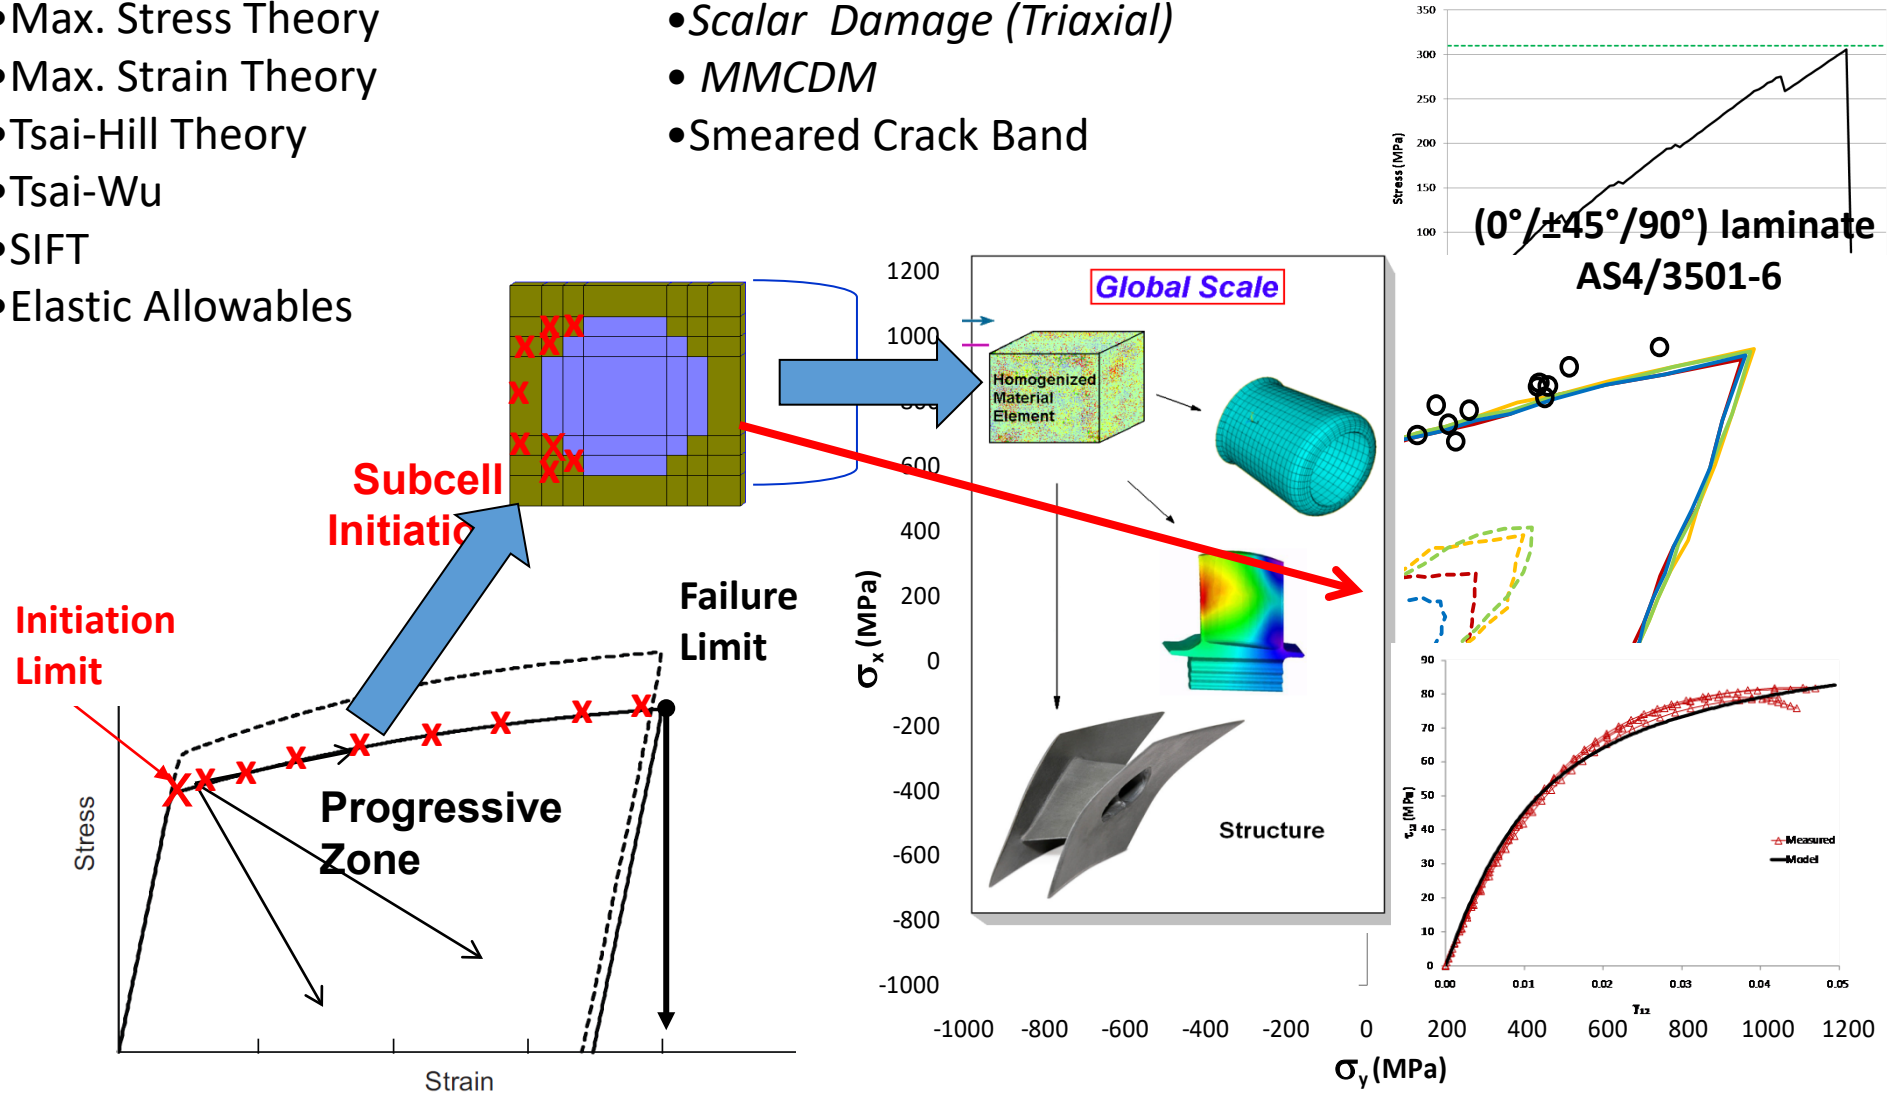 •Max. Stress Theory
•Max. Strain Theory
•Tsai-Hill Theory
•Tsai-Wu
•SIFT
•Elastic Allowables
•Scalar Damage (Triaxial)
• MMCDM
•Smeared Crack Band
350
300
250
200
150
100
Stress (MPa)
(0°/±45°/90°) laminate
AS4/3501-6
Subcell
Initiatio
Initiation
Limit
Failure
Limit
Progressive
Zone
Stress
Strain
1200
1000
800
600
400
200
0
-200
-400
-600
-800
-1000
σx (MPa)
-1000 -800 -600 -400 -200 0 200 400 600 800 1000 1200
σy (MPa)
Global Scale
Homogenized
Material
Element
Structure
90
80
70
60
50
40
30
20
10
0
τ12 (MPa)
0.00 0.01 0.02 0.03 0.04 0.05
γ12
Measured
Model
X X
X X
X
X X
X X
X X X X X X X X X